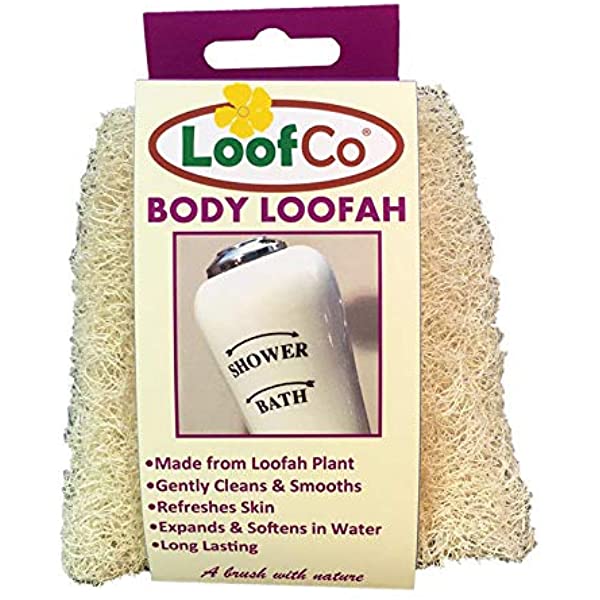 LoofCo®
BODY LOOFAH
SHOWER
BATH
•Made from Loofah Plant
•Gently Cleans & Smooths
•Refreshes Skin
•Expands & Softens in Water
•Long Lasting
A brush with nature